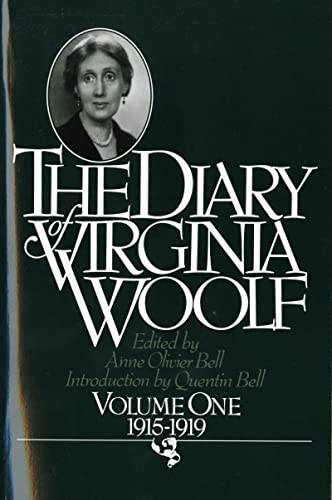 THE DIARY
of VIRGINIA
WOOLF
Edited by
Anne Olivier Bell
Introduction by Quentin Bell
VOLUME ONE
1915-1919